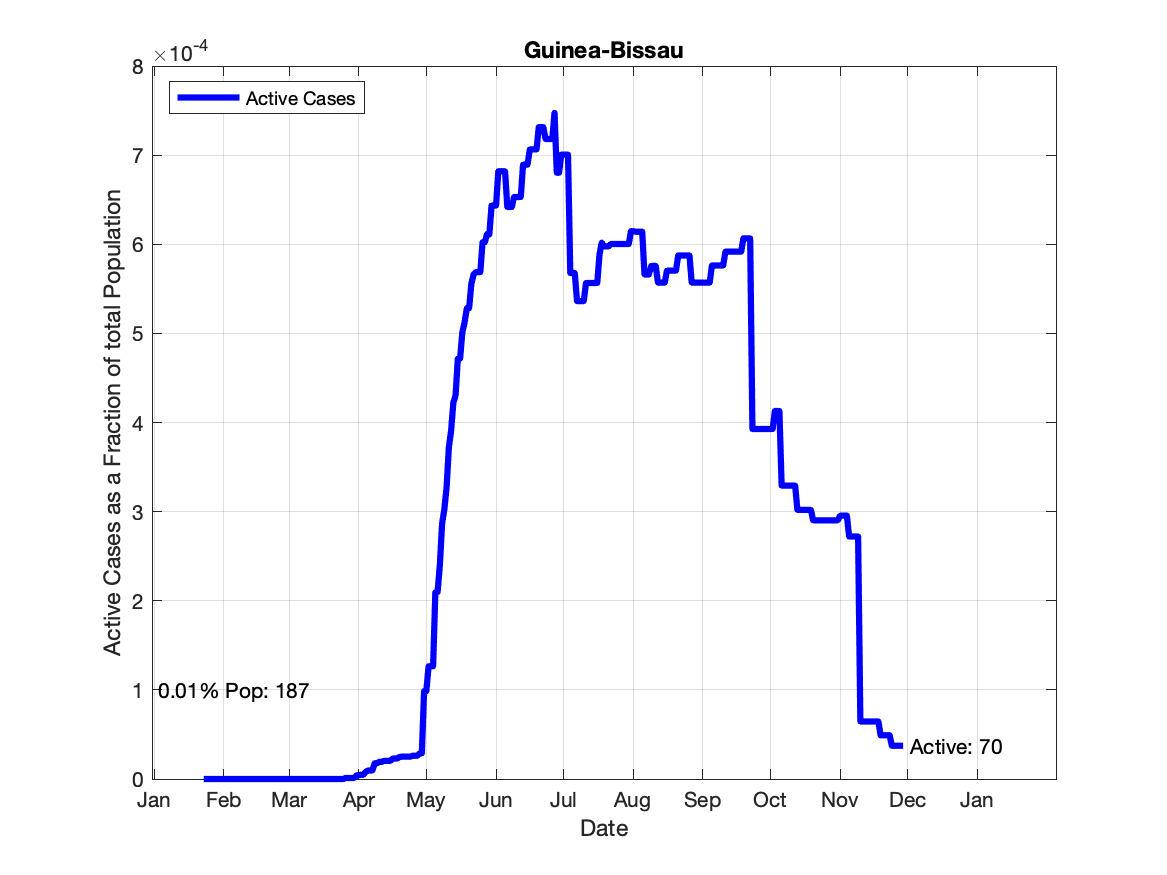 Guinea-Bissau
×10-4
Active Cases
8
7
6
5
4
3
2
1
0
Active Cases as a Fraction of total Population
0.01% Pop: 187
Active: 70
Jan Feb Mar Apr May Jun Jul Aug Sep Oct Nov Dec Jan
Date